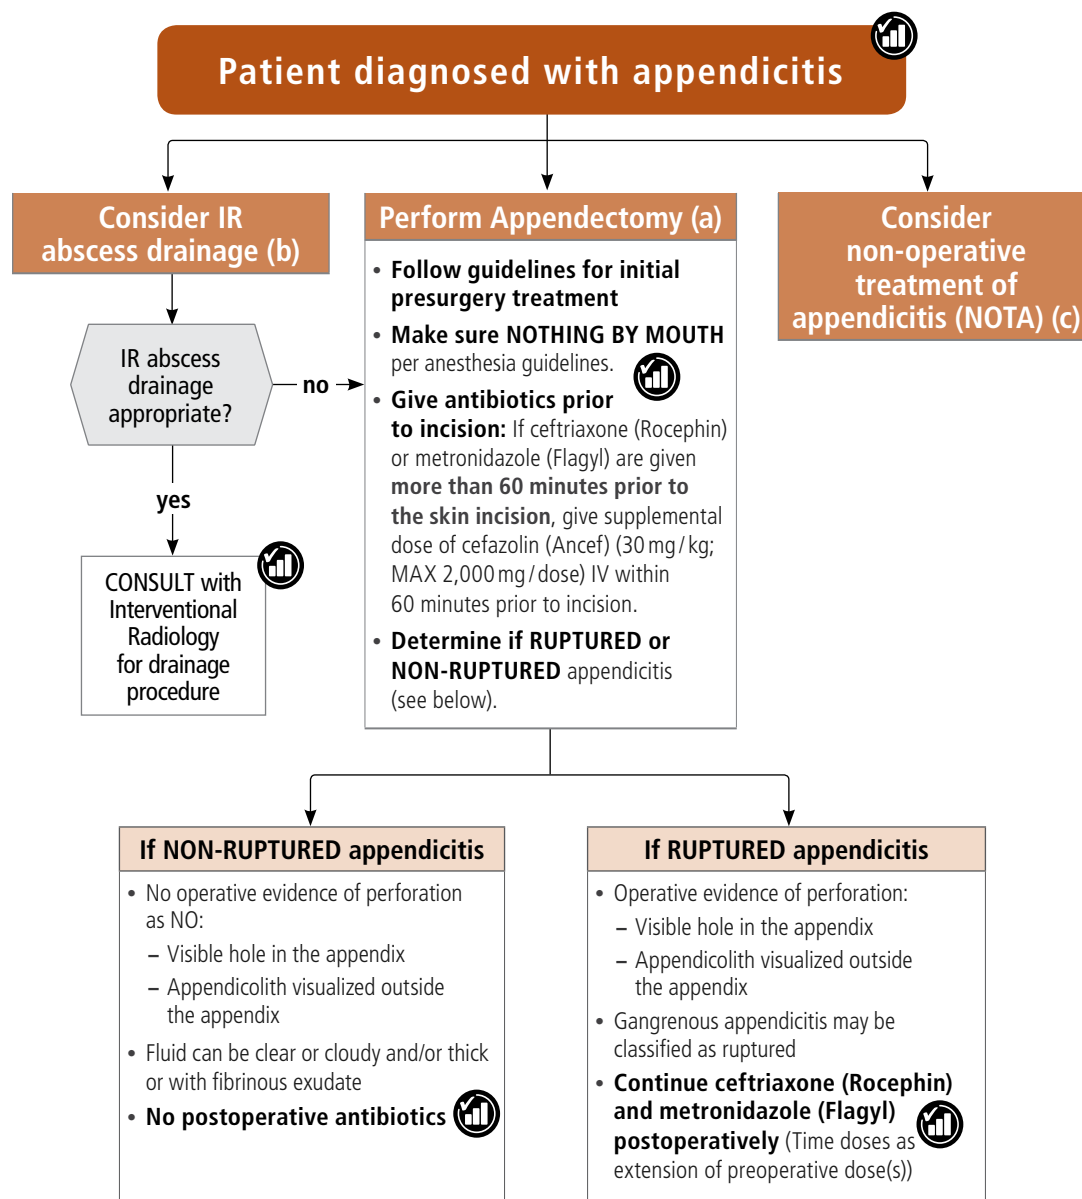 Patient diagnosed with appendicitis
Consider IR
abscess drainage (b)
IR abscess
drainage
appropriate?
no
yes
CONSULT with
Interventional
Radiology
for drainage
procedure
Perform Appendectomy (a)
• Follow guidelines for initial
presurgery treatment
• Make sure NOTHING BY MOUTH
per anesthesia guidelines.
• Give antibiotics prior
to incision: If ceftriaxone (Rocephin)
or metronidazole (Flagyl) are given
more than 60 minutes prior to
the skin incision, give supplemental
dose of cefazolin (Ancef) (30 mg / kg;
MAX 2,000 mg / dose) IV within
60 minutes prior to incision.
• Determine if RUPTURED or
NON-RUPTURED appendicitis
(see below).
Consider
non-operative
treatment of
appendicitis (NOTA) (c)
If NON-RUPTURED appendicitis
• No operative evidence of perforation
as NO:
– Visible hole in the appendix
– Appendicolith visualized outside
the appendix
• Fluid can be clear or cloudy and/or thick
or with fibrinous exudate
• No postoperative antibiotics
If RUPTURED appendicitis
• Operative evidence of perforation:
– Visible hole in the appendix
– Appendicolith visualized outside
the appendix
• Gangrenous appendicitis may be
classified as ruptured
• Continue ceftriaxone (Rocephin)
and metronidazole (Flagyl)
postoperatively (Time doses as
extension of preoperative dose(s))